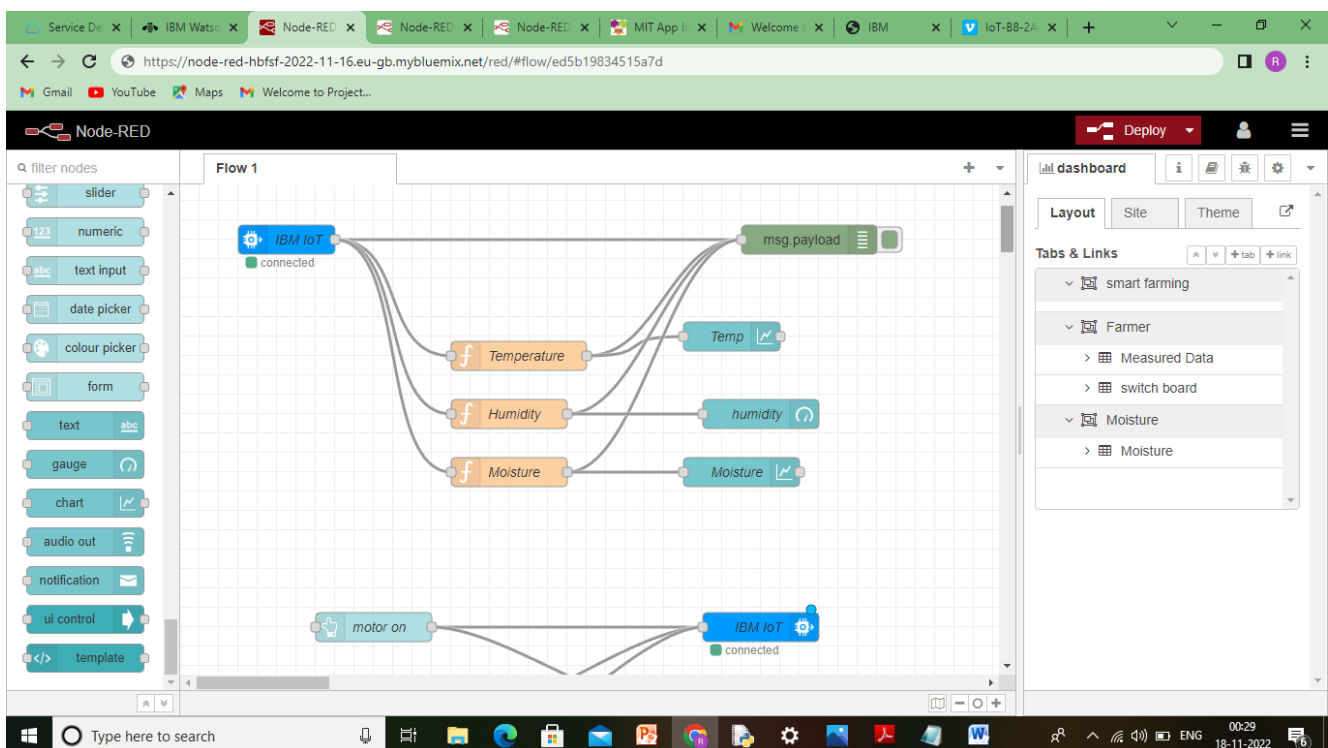 Service De
IBM Watso
Node-RED
Node-RED
Node-RED
MIT App In
Welcome t
IBM
IoT-B8-2A
https://node-red-hbfsf-2022-11-16.eu-gb.mybluemix.net/red/#flow/ed5b19834515a7d
R
Gmail
YouTube
Maps
Welcome to Project...
Node-RED
Deploy
filter nodes
Flow 1
dashboard
i
slider
123 numeric
abc text input
date picker
colour picker
form
text abc
gauge
chart
audio out
notification
ui control
</> template
IBM IoT
connected
msg.payload
f Temperature
Temp
f Humidity
humidity
f Moisture
Moisture
motor on
IBM IoT
connected
Layout
Site
Theme
Tabs & Links
+ tab
+ link
smart farming
Farmer
Measured Data
switch board
Moisture
Moisture
Type here to search
ENG
00:29
18-11-2022
6